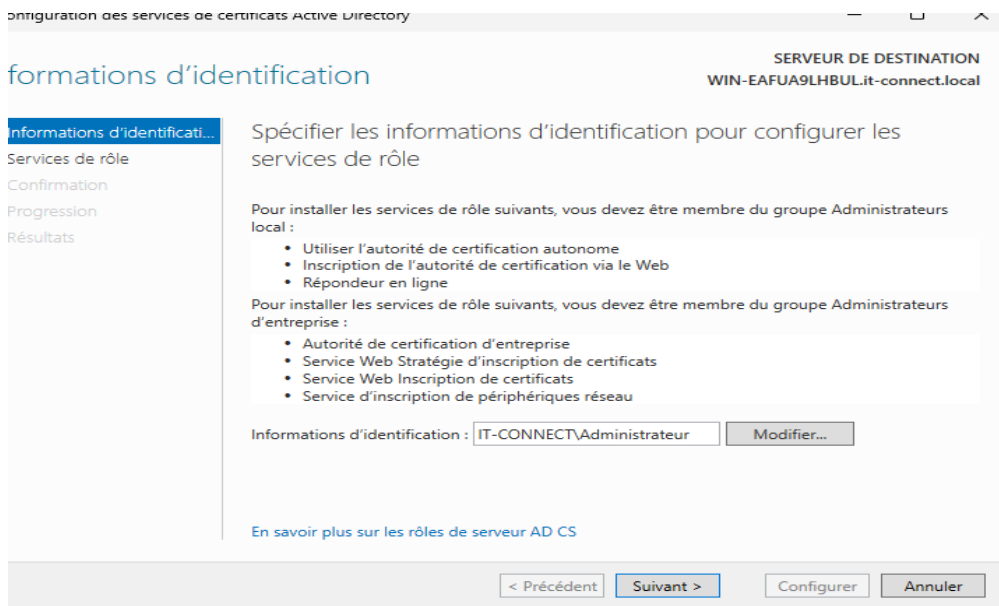 onfiguration des services de certificats Active Directory
SERVEUR DE DESTINATION
WIN-EAFUA9LHBUL.it-connect.local
formations d'identification
Informations d'identificati...
Services de rôle
Confirmation
Progression
Résultats
Spécifier les informations d'identification pour configurer les
services de rôle
Pour installer les services de rôle suivants, vous devez être membre du groupe Administrateurs
local :
• Utiliser l'autorité de certification autonome
• Inscription de l'autorité de certification via le Web
• Répondeur en ligne
Pour installer les services de rôle suivants, vous devez être membre du groupe Administrateurs
d'entreprise :
• Autorité de certification d'entreprise
• Service Web Stratégie d'inscription de certificats
• Service Web Inscription de certificats
• Service d'inscription de périphériques réseau
Informations d'identification : IT-CONNECT\Administrateur Modifier...
En savoir plus sur les rôles de serveur AD CS
< Précédent Suivant > Configurer Annuler